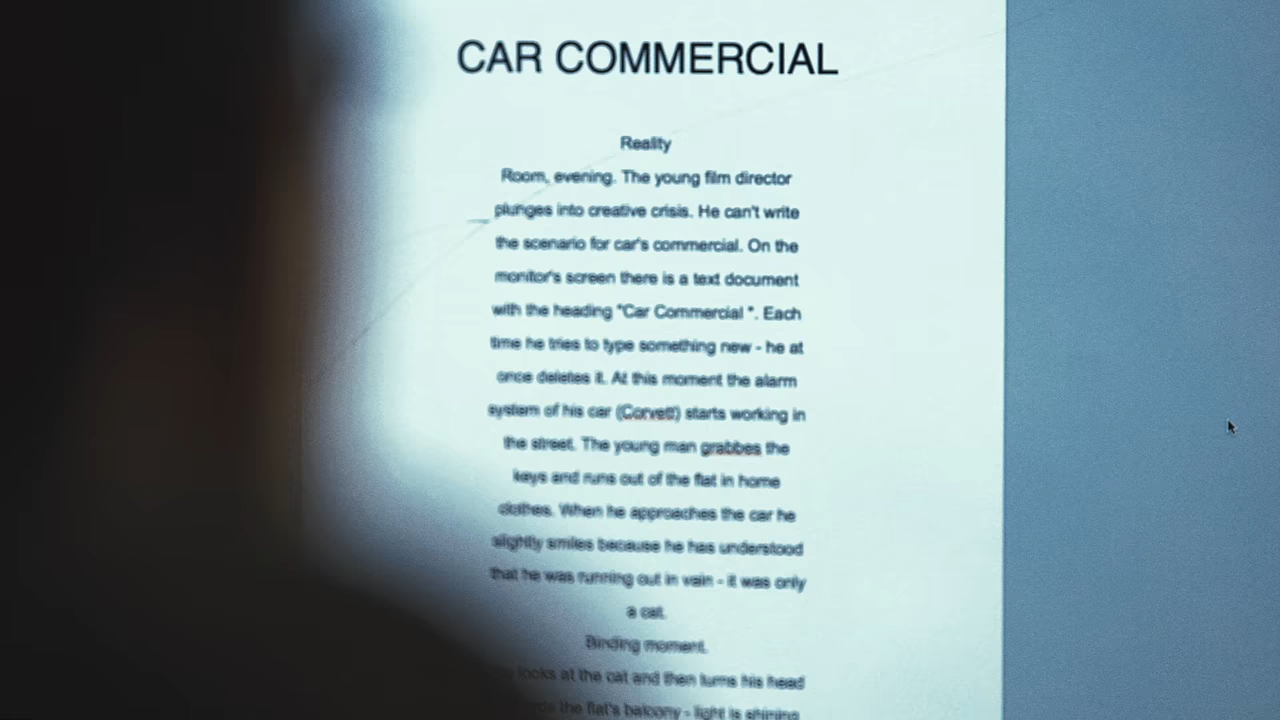 CAR COMMERCIAL
Reality
Room, evening. The young film director
plunges into creative crisis. He can't write
the scenario for car's commercial. On the
monitor's screen there is a text document
with the heading "Car Commercial ". Each
time he tries to type something new - he at
once deletes it. At this moment the alarm
system of his car (Corvett) starts working in
the street. The young man grabbes the
keys and runs out of the flat in home
clothes. When he approaches the car he
slightly smiles because he has understood
that he was running out in vain - it was only
a cat.
Binding moment.
looks at the cat and then turns his head
the flat's balcony - light is shining